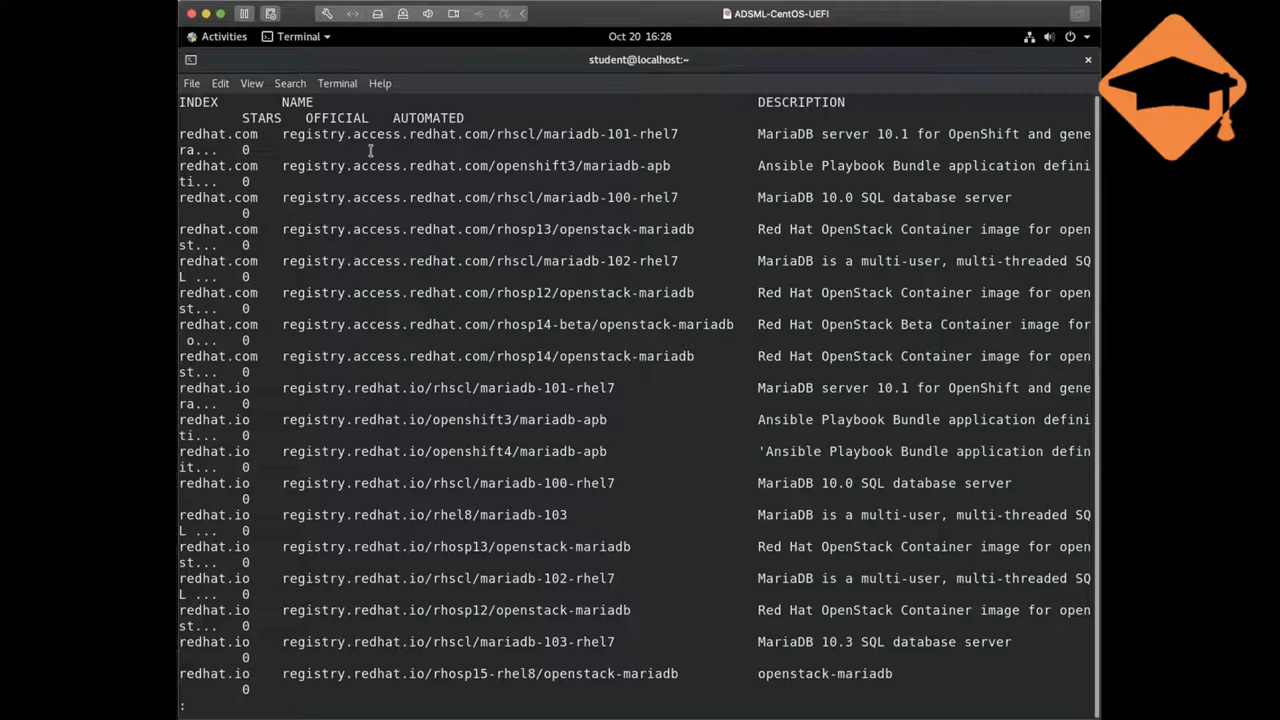 ADSML-CentOS-UEFI
Activities Terminal Oct 20 16:28
student@localhost:~
File Edit View Search Terminal Help
INDEX NAME DESCRIPTION
STARS OFFICIAL AUTOMATED
redhat.com registry.access.redhat.com/rhscl/mariadb-101-rhel7 MariaDB server 10.1 for OpenShift and gene
ra... 0
redhat.com registry.access.redhat.com/openshift3/mariadb-apb Ansible Playbook Bundle application defini
ti... 0
redhat.com registry.access.redhat.com/rhscl/mariadb-100-rhel7 MariaDB 10.0 SQL database server
0
redhat.com registry.access.redhat.com/rhosp13/openstack-mariadb Red Hat OpenStack Container image for open
st... 0
redhat.com registry.access.redhat.com/rhscl/mariadb-102-rhel7 MariaDB is a multi-user, multi-threaded SQ
L ... 0
redhat.com registry.access.redhat.com/rhosp12/openstack-mariadb Red Hat OpenStack Container image for open
st... 0
redhat.com registry.access.redhat.com/rhosp14-beta/openstack-mariadb Red Hat OpenStack Beta Container image for
o... 0
redhat.com registry.access.redhat.com/rhosp14/openstack-mariadb Red Hat OpenStack Container image for open
st... 0
redhat.io registry.redhat.io/rhscl/mariadb-101-rhel7 MariaDB server 10.1 for OpenShift and gene
ra... 0
redhat.io registry.redhat.io/openshift3/mariadb-apb Ansible Playbook Bundle application defini
ti... 0
redhat.io registry.redhat.io/openshift4/mariadb-apb 'Ansible Playbook Bundle application defin
it... 0
redhat.io registry.redhat.io/rhscl/mariadb-100-rhel7 MariaDB 10.0 SQL database server
0
redhat.io registry.redhat.io/rhel8/mariadb-103 MariaDB is a multi-user, multi-threaded SQ
L ... 0
redhat.io registry.redhat.io/rhosp13/openstack-mariadb Red Hat OpenStack Container image for open
st... 0
redhat.io registry.redhat.io/rhscl/mariadb-102-rhel7 MariaDB is a multi-user, multi-threaded SQ
L ... 0
redhat.io registry.redhat.io/rhosp12/openstack-mariadb Red Hat OpenStack Container image for open
st... 0
redhat.io registry.redhat.io/rhscl/mariadb-103-rhel7 MariaDB 10.3 SQL database server
0
redhat.io registry.redhat.io/rhosp15-rhel8/openstack-mariadb openstack-mariadb
0
: